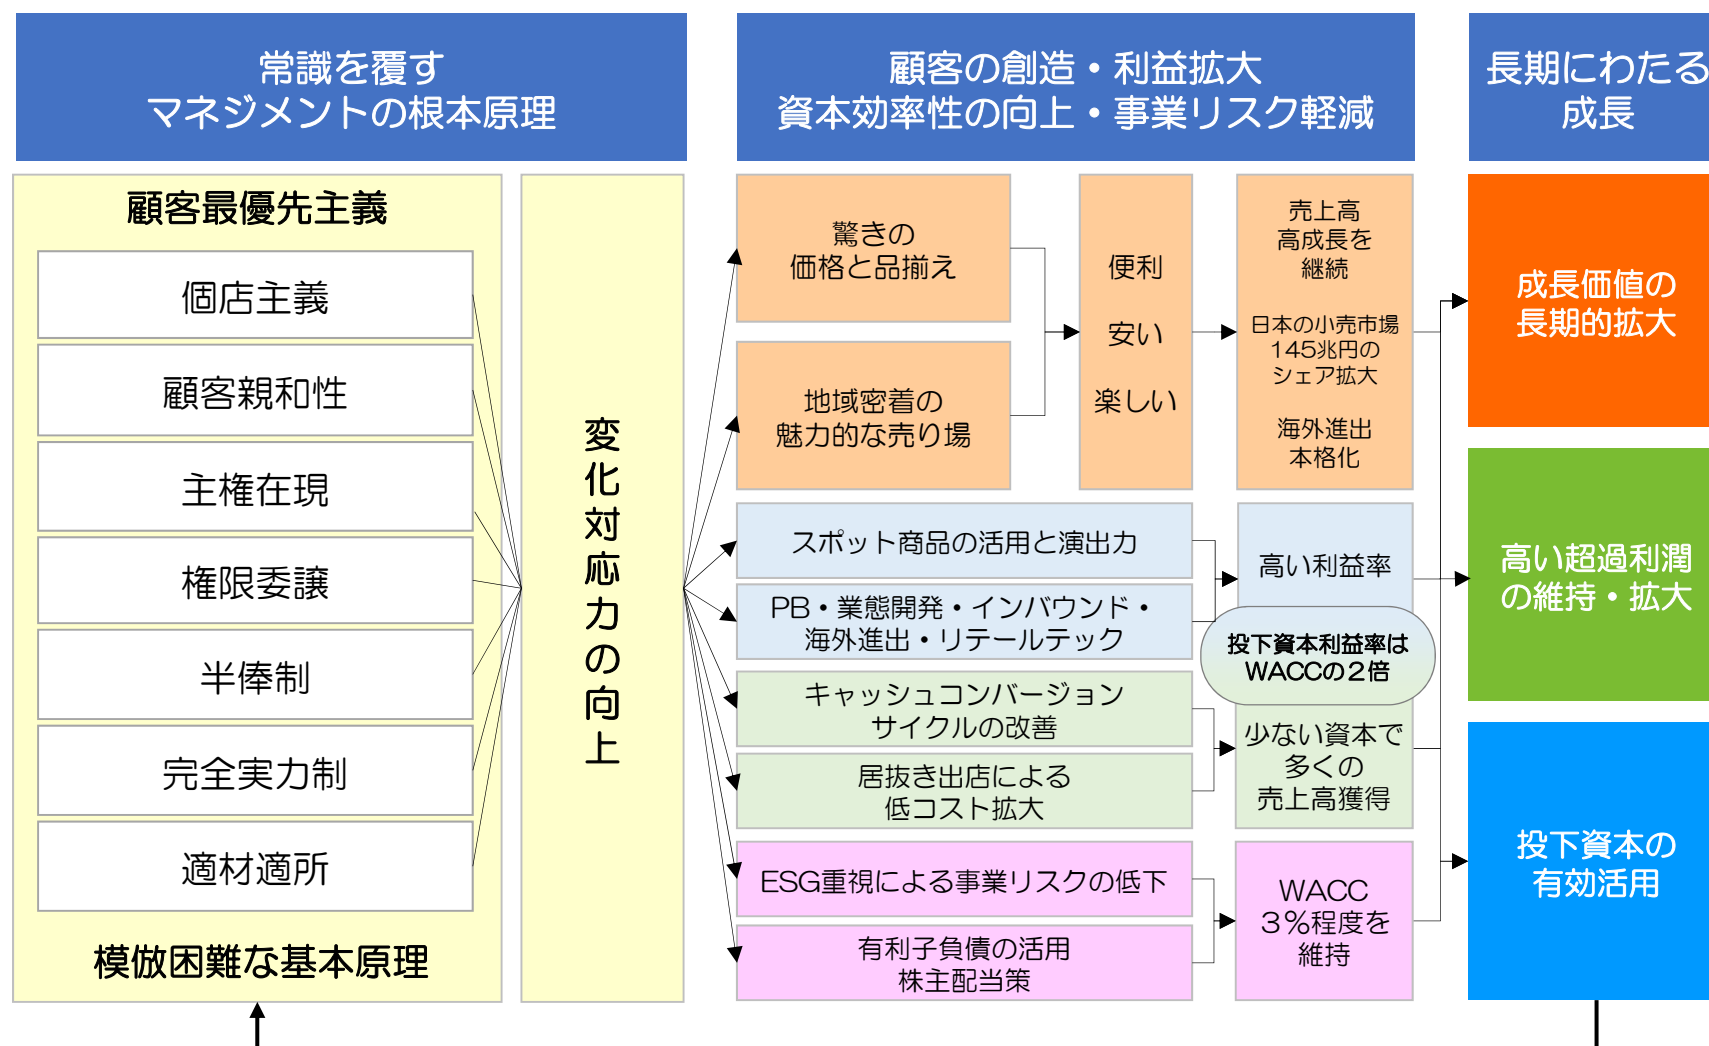 常識を覆す
マネジメントの根本原理
顧客の創造・利益拡大
資本効率性の向上・事業リスク軽減
長期にわたる
成長
顧客最優先主義
個店主義
顧客親和性
主権在現
権限委譲
半俸制
完全実力制
適材適所
模倣困難な基本原理
変化対応力の向上
驚きの
価格と品揃え
地域密着の
魅力的な売り場
便利
安い
楽しい
売上高
高成長を
継続
日本の小売市場
145兆円の
シェア拡大
海外進出
本格化
スポット商品の活用と演出力
PB・業態開発・インバウンド・
海外進出・リテールテック
高い利益率
投下資本利益率は
WACCの２倍
キャッシュコンバージョン
サイクルの改善
居抜き出店による
低コスト拡大
少ない資本で
多くの
売上高獲得
ESG重視による事業リスクの低下
有利子負債の活用
株主配当策
WACC
３％程度を
維持
成長価値の
長期的拡大
高い超過利潤
の維持・拡大
投下資本の
有効活用